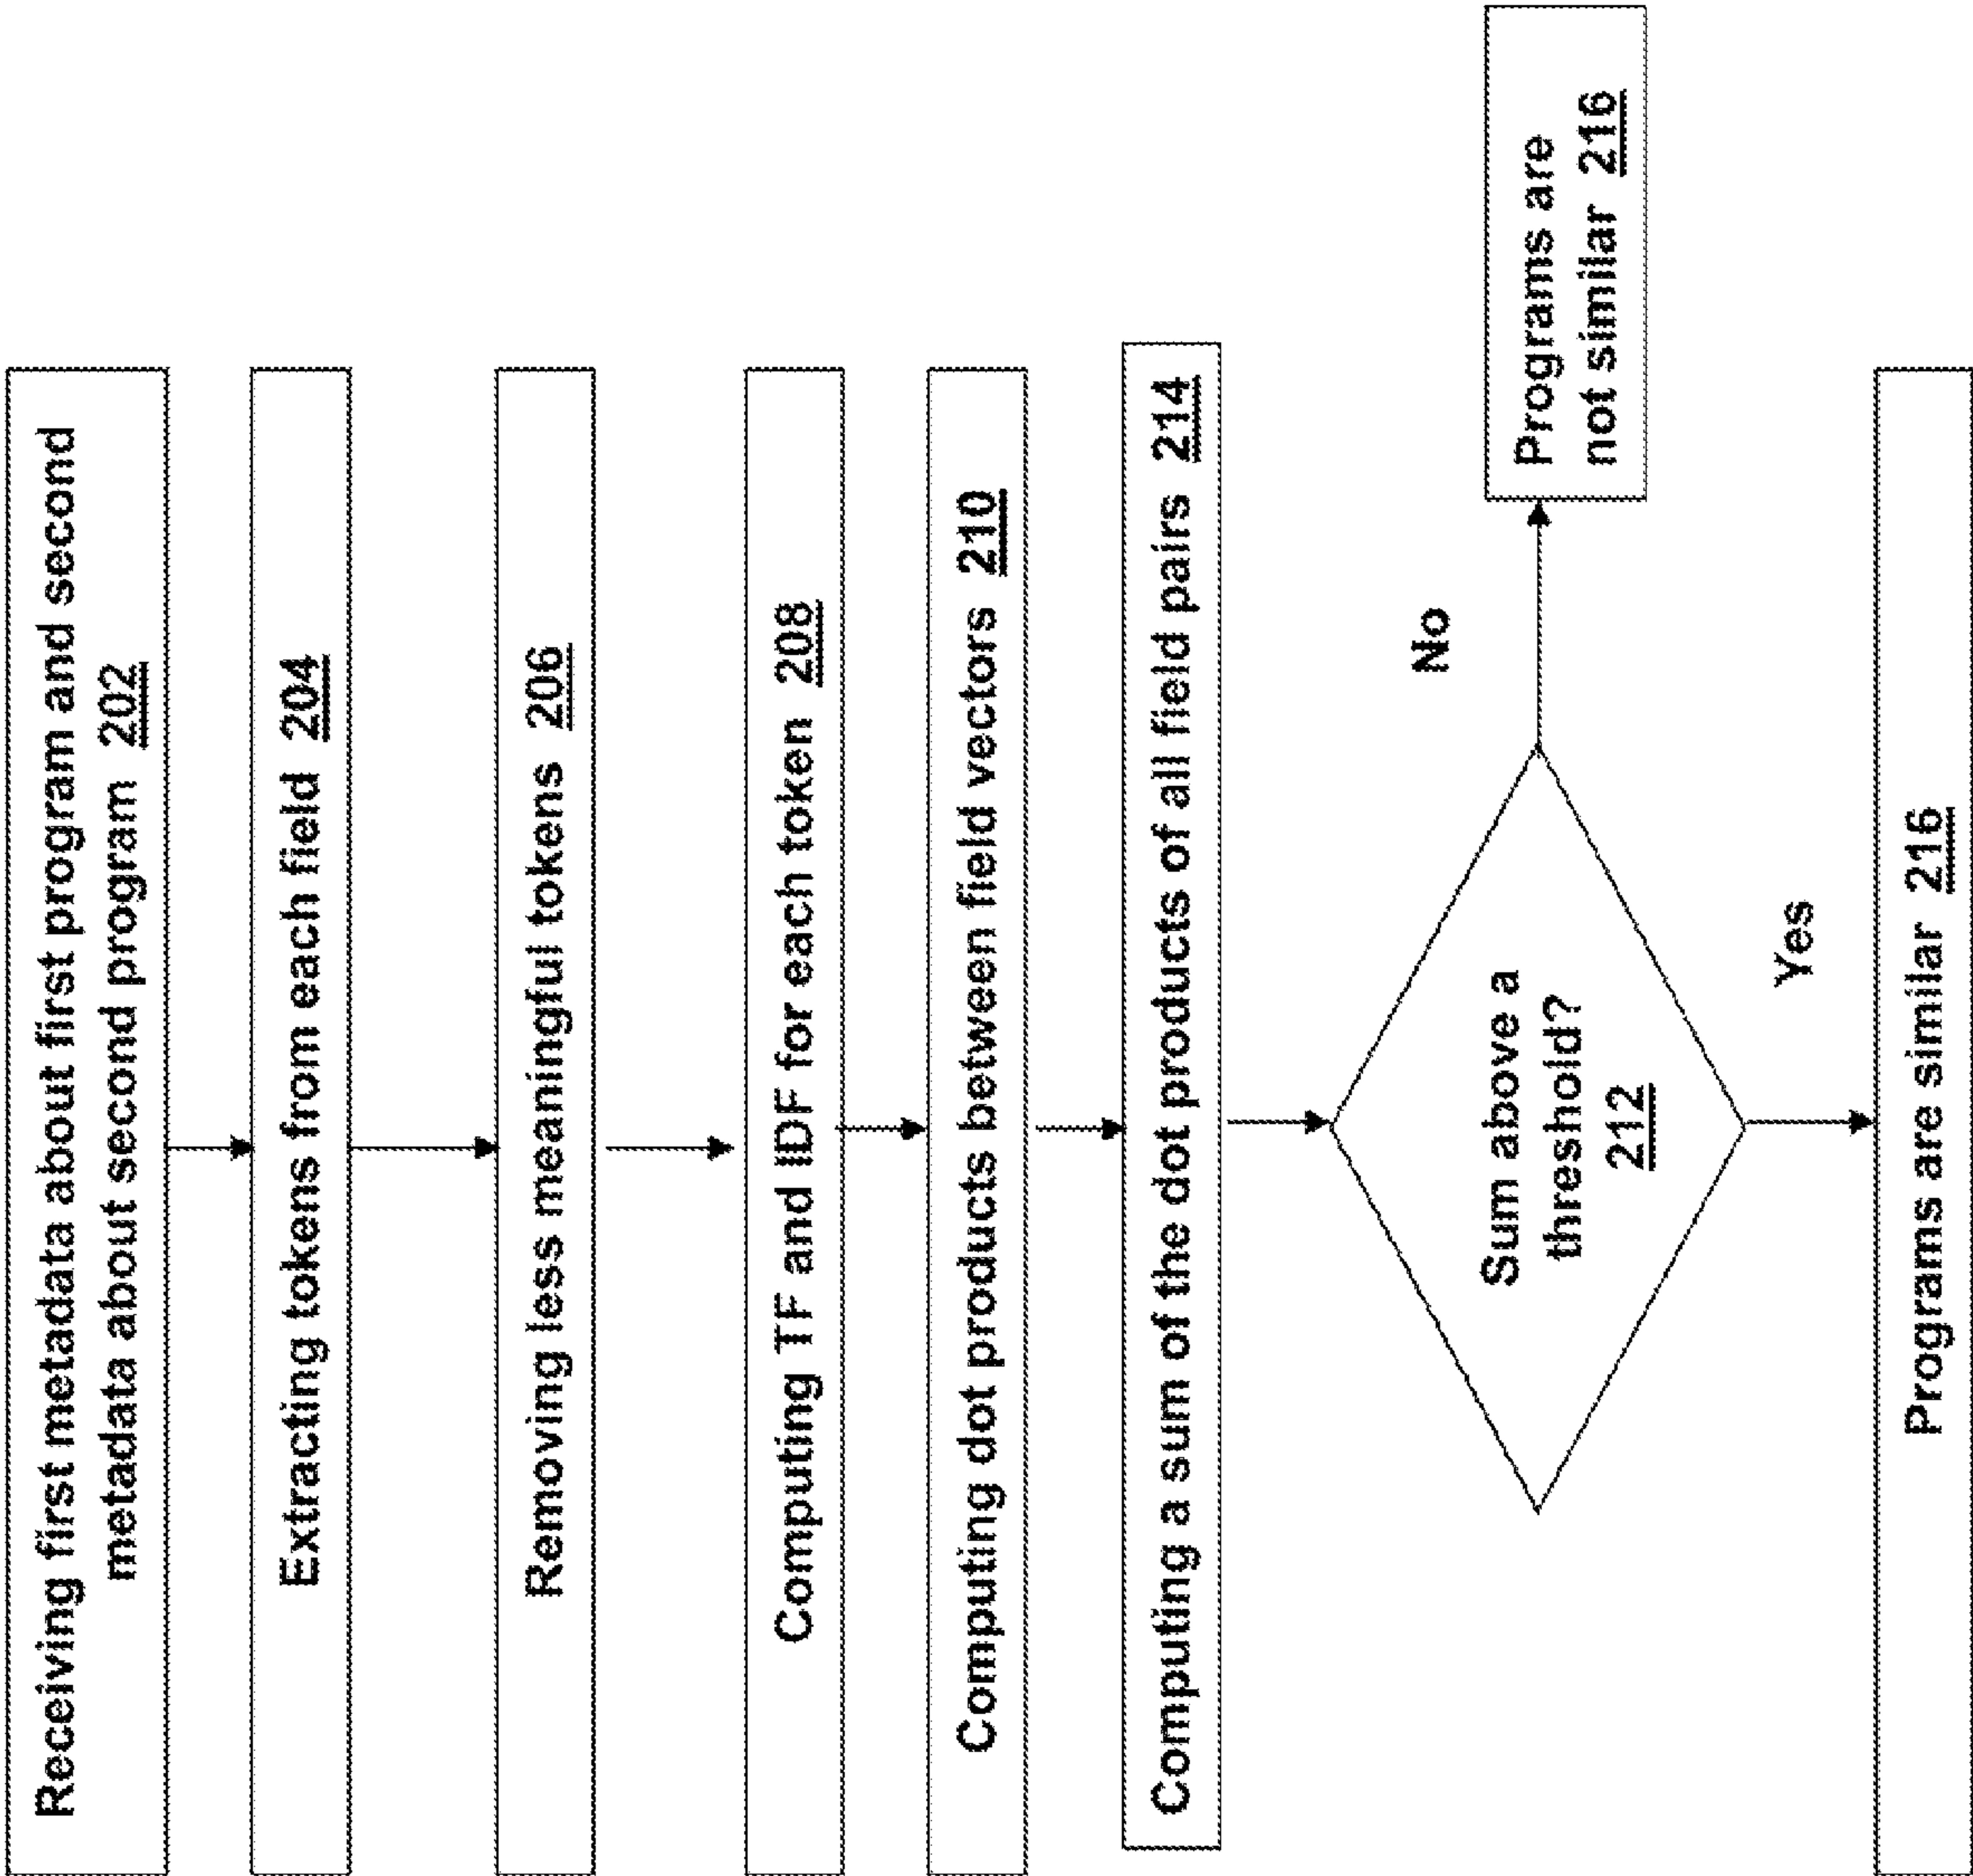 Receiving first metadata about first program and second
metadata about second program 202
Extracting tokens from each field 204
Removing less meaningful tokens 206
Computing TF and IDF for each token 208
Computing dot products between field vectors 210
Computing a sum of the dot products of all field pairs 214
Sum above a
threshold?
212
No
Programs are
not similar 216
Yes
Programs are similar 216